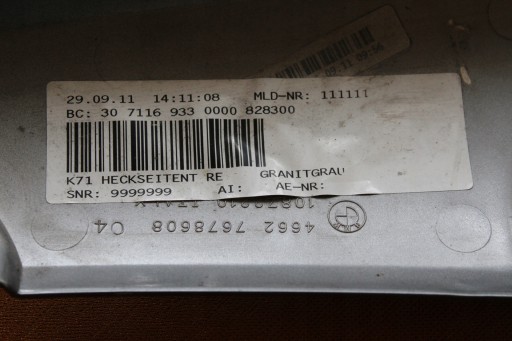 29.09.11 14:11:08 MLD-NR: 111111
BC: 30 7116 933 0000 828300
K71 HECKSEITENT RE GRANITGRAU
SNR: 9999999 AI: AE-NR:
ITALY
4662 7678608 04